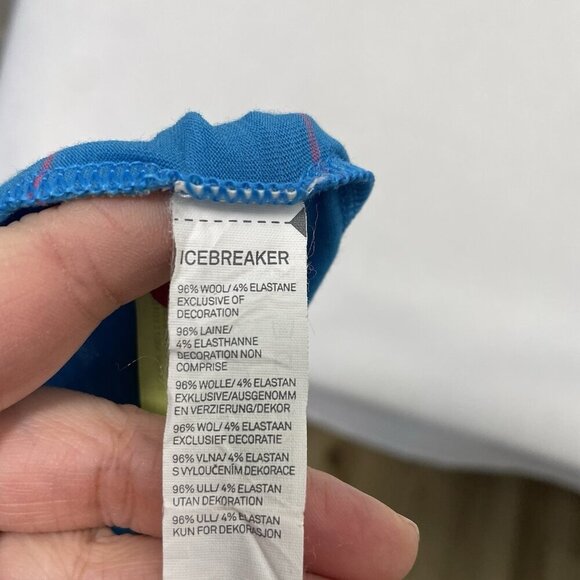 ICEBREAKER
96% WOOL/ 4% ELASTANE
EXCLUSIVE OF
DECORATION
96% LAINE/
4% ELASTHANNE
DECORATION NON
COMPRISE
96% WOLLE/ 4% ELASTAN
EXKLUSIVE/AUSGENOMM
EN VERZIERUNG/DEKOR
96% WOL/ 4% ELASTAAN
EXCLUSIEF DECORATIE
96% VLNA/ 4% ELASTAN
S VYLOUČENÍM DEKORACE
96% ULL/ 4% ELASTAN
UTAN DEKORATION
96% ULL/ 4% ELASTAN
KUN FOR DEKORASJON